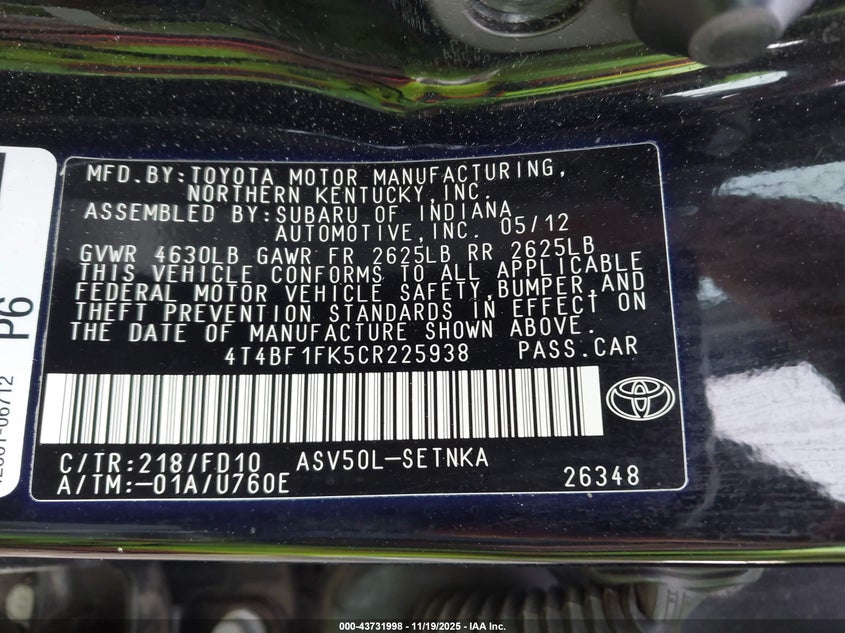 MFD.BY:TOYOTA MOTOR MANUFACTURING,
NORTHERN KENTUCKY,INC.
ASSEMBLED BY:SUBARU OF INDIANA
AUTOMOTIVE,INC. 05/12
GVWR 4630LB GAWR FR 2625LB RR 2625LB
THIS VEHICLE CONFORMS TO ALL APPLICABLE
FEDERAL MOTOR VEHICLE SAFETY,BUMPER,AND
THEFT PREVENTION STANDARDS IN EFFECT ON
THE DATE OF MANUFACTURE SHOWN ABOVE.
4T4BF1FK5CR225938 PASS.CAR
C/TR:218/FD10 ASV50L-SETNKA
A/TM:-01A/U760E 26348
P6
000-43731998 - 11/19/2025 - IAA Inc.